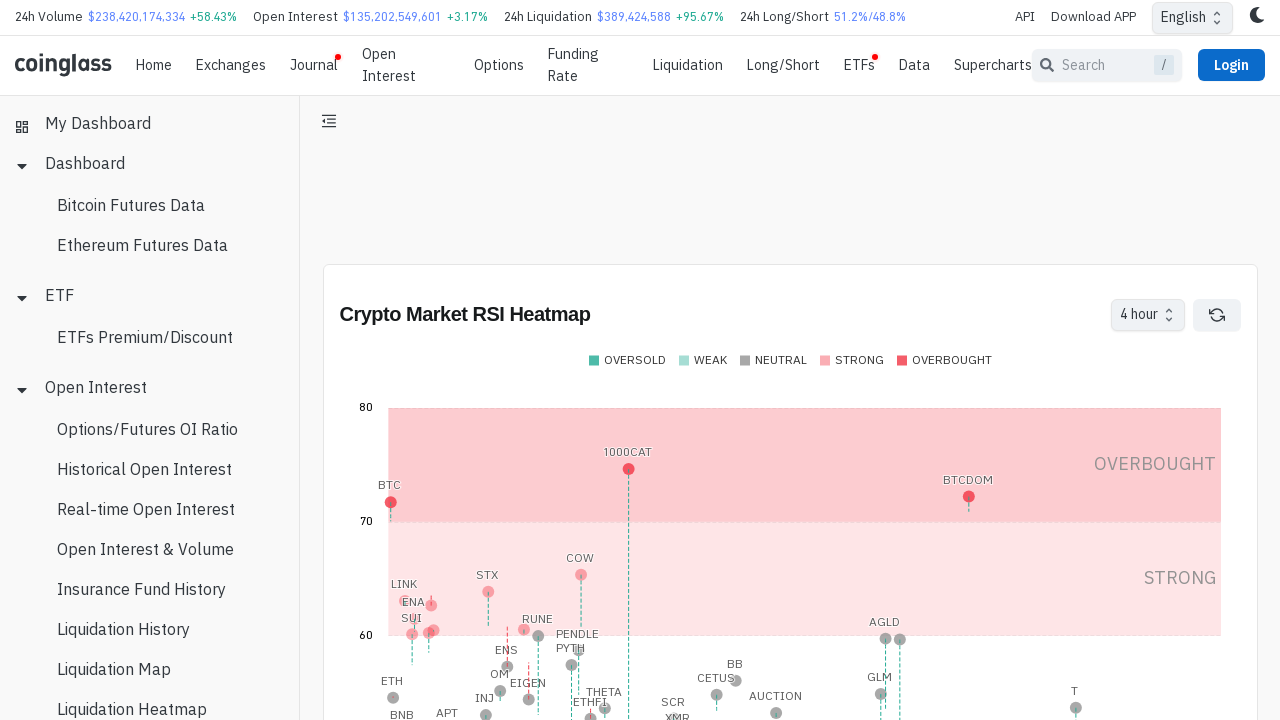 24h Volume $238,420,174,334 +58.43% Open Interest $135,202,549,601 +3.17% 24h Liquidation $389,424,588 +95.67% 24h Long/Short 51.2%/48.8% API Download APP English
coinglass Home Exchanges Journal Open Interest Options Funding Rate Liquidation Long/Short ETFs Data Supercharts Search / Login
My Dashboard
Dashboard
Bitcoin Futures Data
Ethereum Futures Data
ETF
ETFs Premium/Discount
Open Interest
Options/Futures OI Ratio
Historical Open Interest
Real-time Open Interest
Open Interest & Volume
Insurance Fund History
Liquidation History
Liquidation Map
Liquidation Heatmap
Crypto Market RSI Heatmap 4 hour
OVERSOLD WEAK NEUTRAL STRONG OVERBOUGHT
80
1000CAT
OVERBOUGHT
BTCDOM
BTC
70
COW
STX
STRONG
LINK
ENA
SUI
RUNE
AGLD
60
PENDLE
PYTH
ENS
BB
OM
CETUS
GLM
ETH
EIGEN
THETA
T
INJ
ETHFI
SCR
AUCTION
BNB
APT
XMR